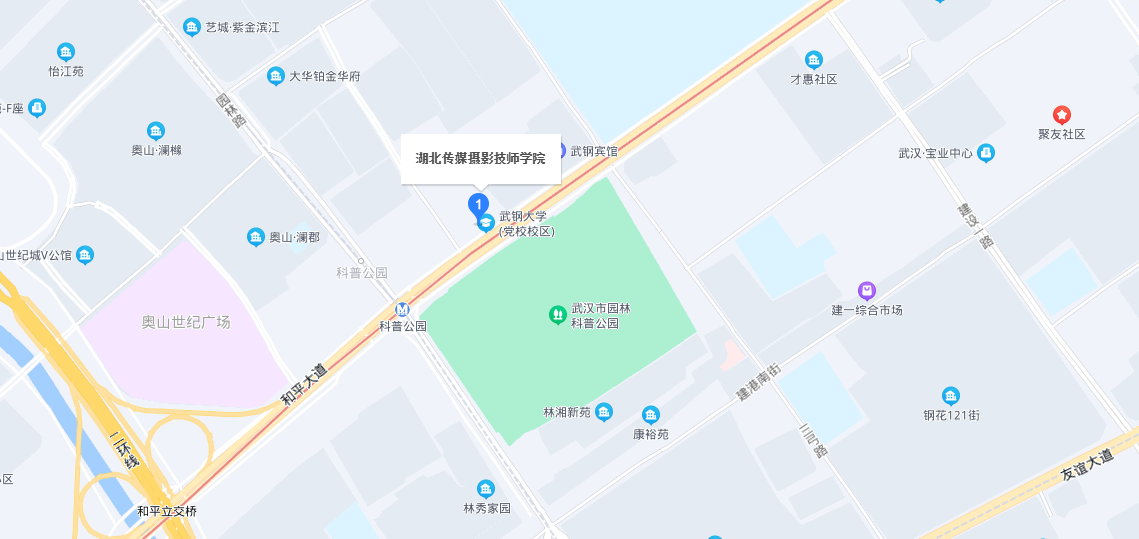 艺城·紫金滨江
怡江苑
大华铂金华府
才惠社区
-F座
园林路
聚友社区
奥山·澜橼
武钢宾馆
武汉·宝业中心
湖北传媒摄影技师学院
1
武钢大学
(党校校区)
建设一路
奥山·澜郡
山世纪城V公馆
科普公园
武汉市园林
科普公园
建一综合市场
奥山世纪广场
科普公园
和平大道
建港南街
林湘新苑
康裕苑
钢花121街
三弓路
二环线
友谊大道
小区
林秀家园
和平立交桥